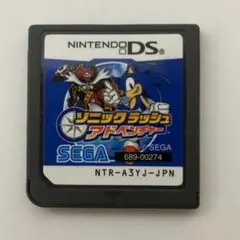 NINTENDO DS
ソニック ラッシュ
アドベンチャー
SEGA
© SEGA
689-00274
NTR-A3YJ-JPN